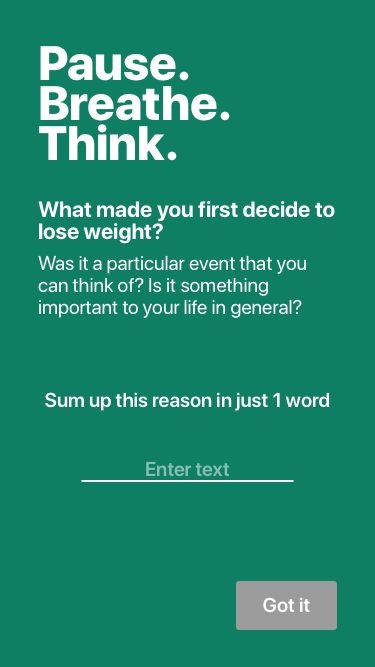 Pause.
Breathe.
Think.
What made you first decide to
lose weight?
Was it a particular event that you
can think of? Is it something
important to your life in general?
Sum up this reason in just 1 word
Enter text
Got it